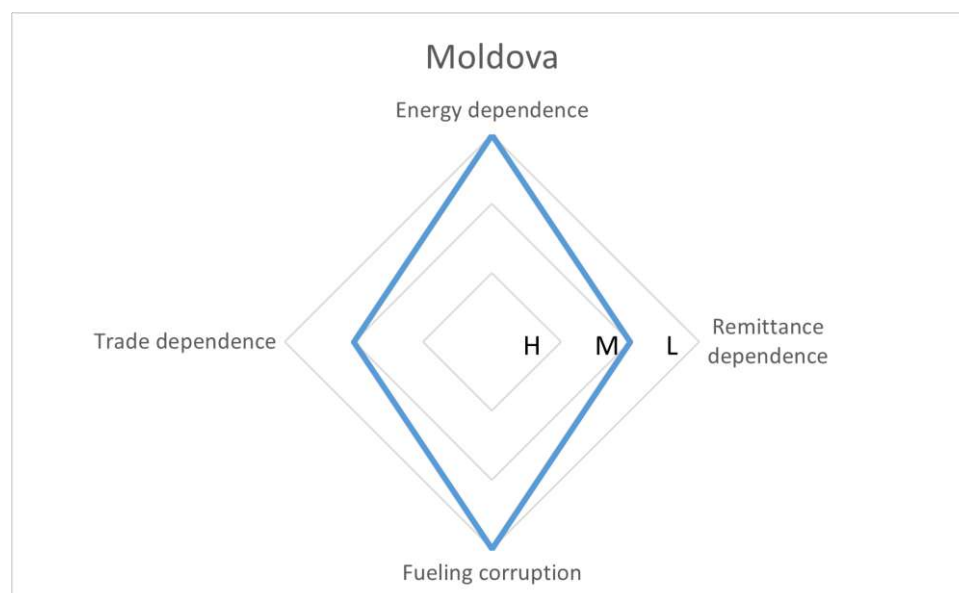 Moldova
Energy dependence
Trade dependence
H
M
L
Remittance
dependence
Fueling corruption